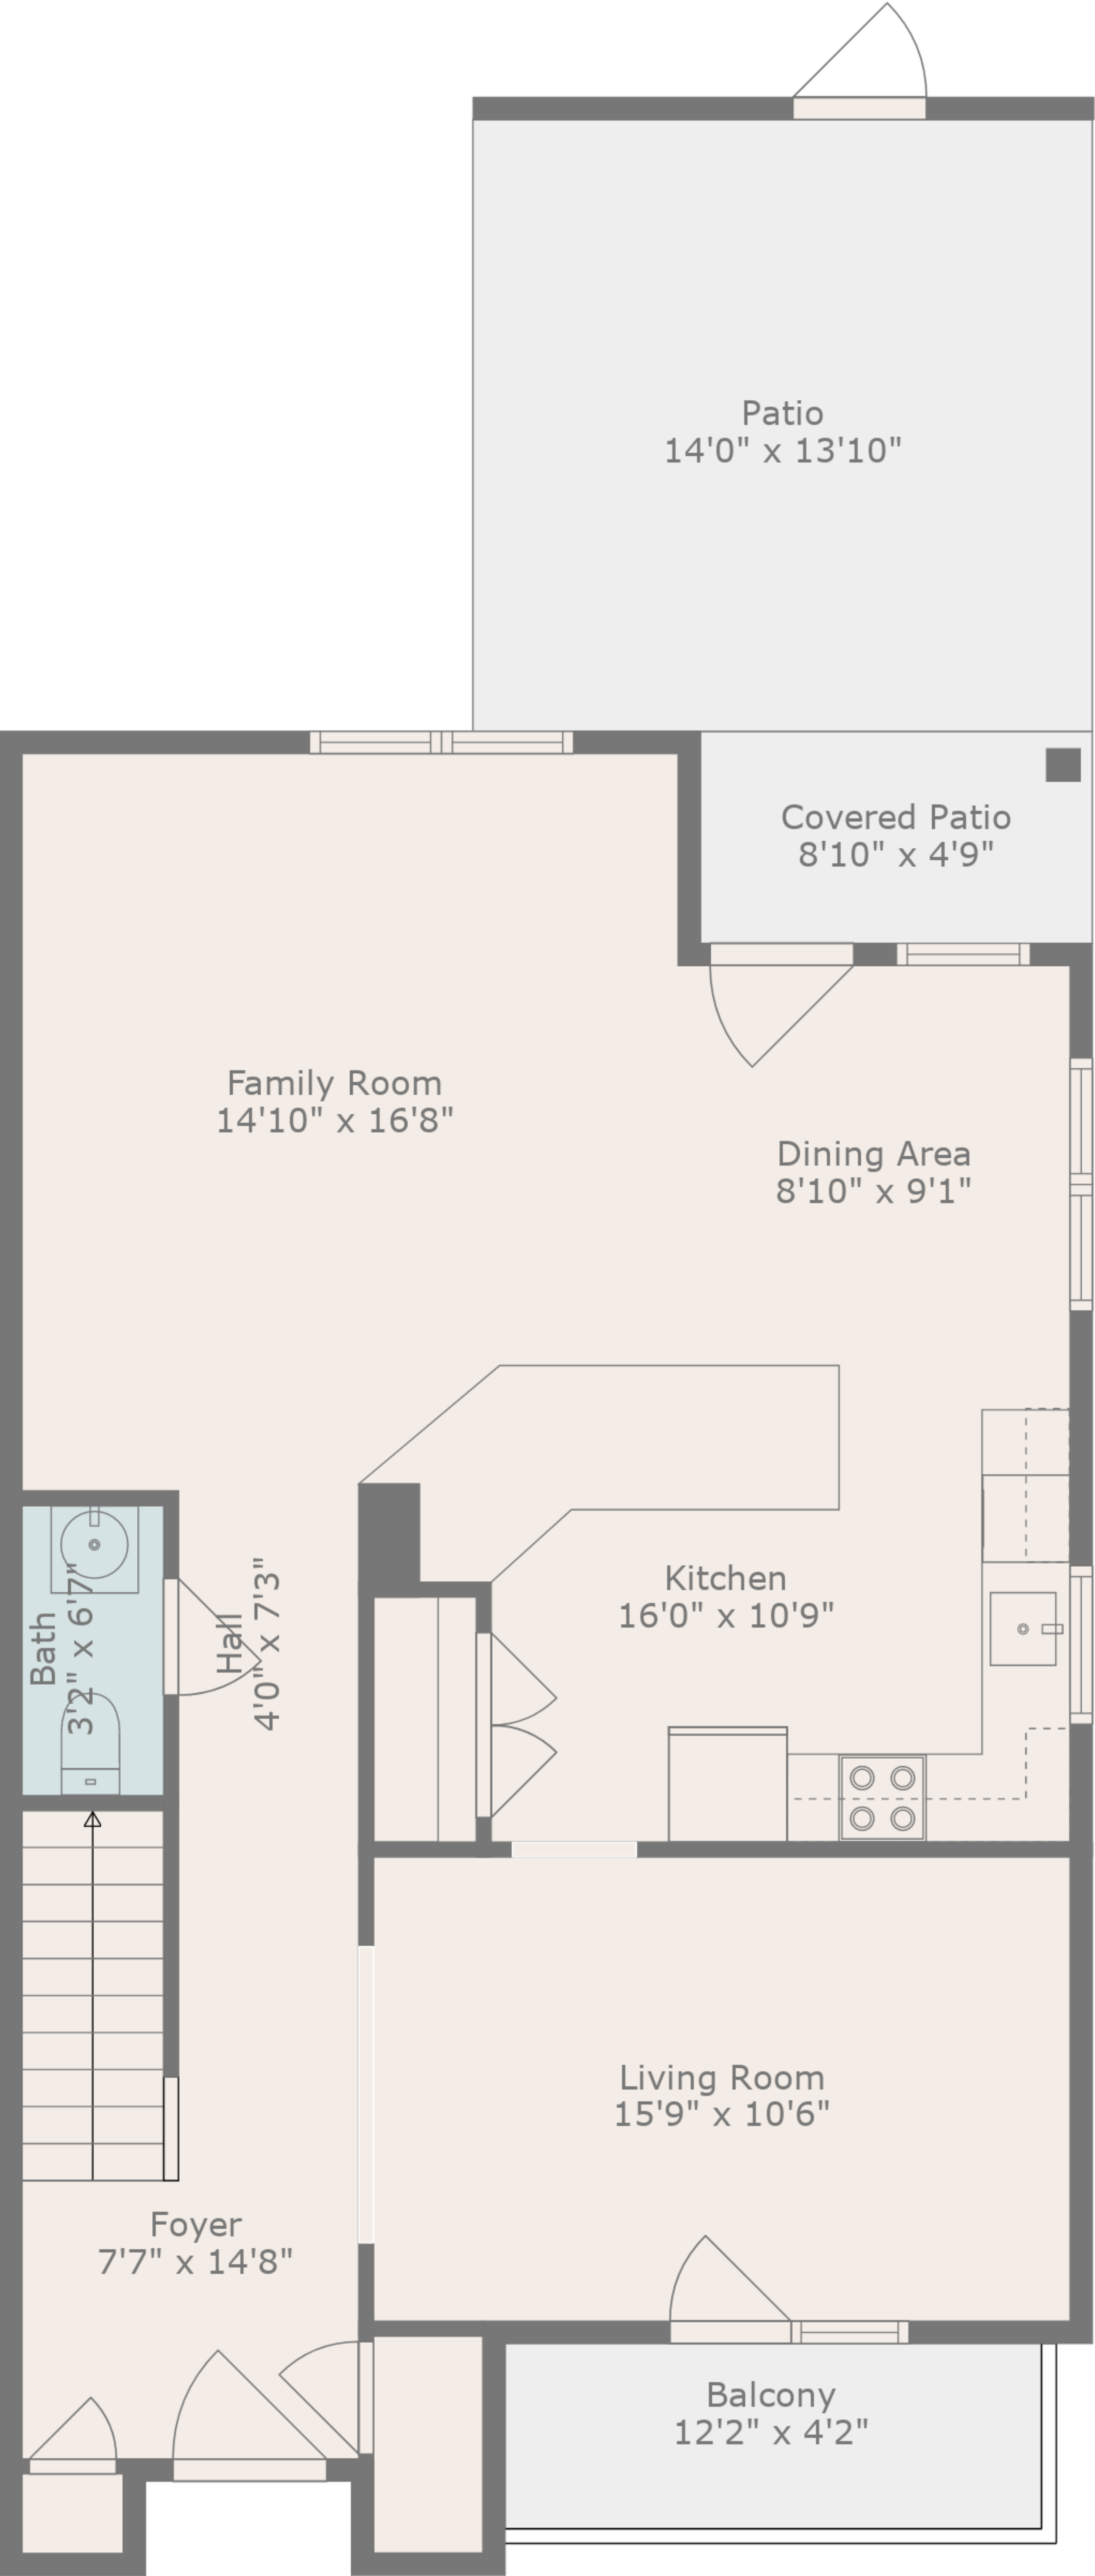 Patio
14'0" x 13'10"
Covered Patio
8'10" x 4'9"
Family Room
14'10" x 16'8"
Dining Area
8'10" x 9'1"
Bath
3'2" x 6'7"
Hall
4'0" x 7'3"
Kitchen
16'0" x 10'9"
Living Room
15'9" x 10'6"
Foyer
7'7" x 14'8"
Balcony
12'2" x 4'2"